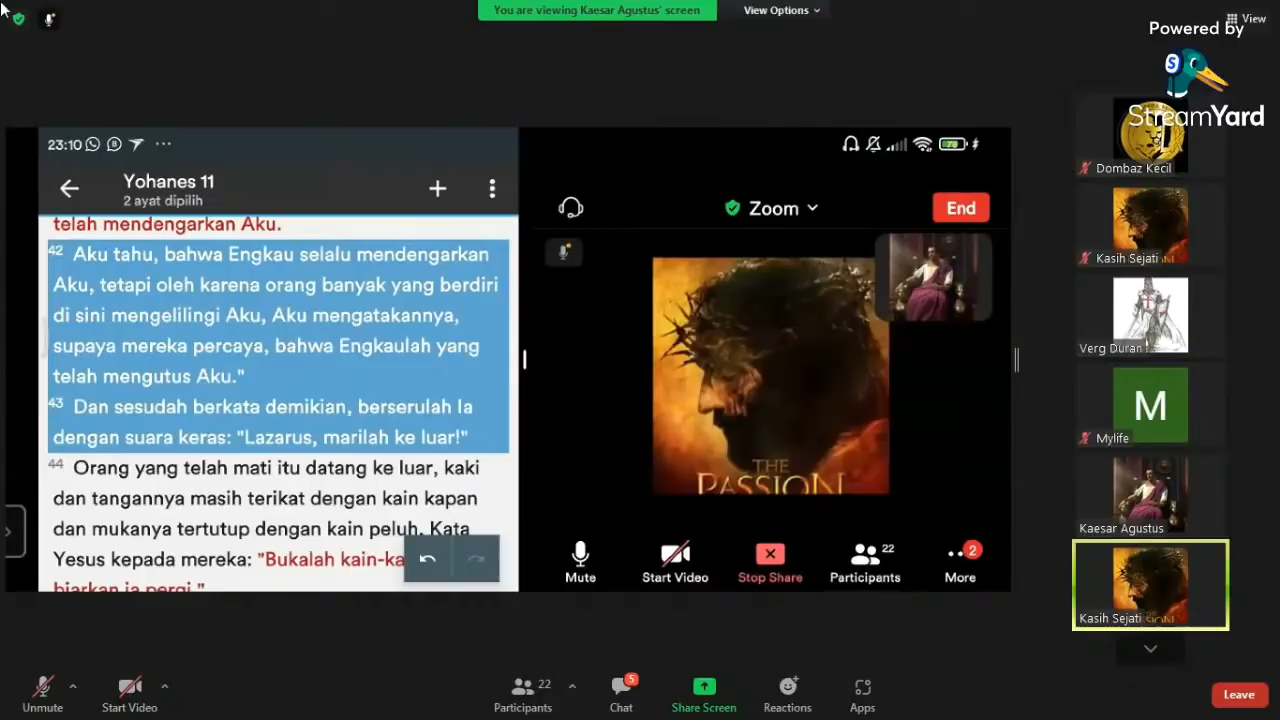 You are viewing Kaesar Agustus' screen
View Options
View
Powered by
S
StreamYard
23:10
79
Yohanes 11
2 ayat dipilih
telah mendengarkan Aku.
42 Aku tahu, bahwa Engkau selalu mendengarkan
Aku, tetapi oleh karena orang banyak yang berdiri
di sini mengelilingi Aku, Aku mengatakannya,
supaya mereka percaya, bahwa Engkaulah yang
telah mengutus Aku."
43 Dan sesudah berkata demikian, berserulah Ia
dengan suara keras: "Lazarus, marilah ke luar!"
44 Orang yang telah mati itu datang ke luar, kaki
dan tangannya masih terikat dengan kain kapan
dan mukanya tertutup dengan kain peluh. Kata
Yesus kepada mereka: "Bukalah kain-ka
biarkan ia pergi."
Zoom
End
THE
PASSION
Mute
Start Video
Stop Share
22
Participants
2
More
Dombaz Kecil
Kasih Sejati
Verg Duran
M
Mylife
Kaesar Agustus
Kasih Sejati
Unmute
Start Video
22
Participants
5
Chat
Share Screen
Reactions
Apps
Leave